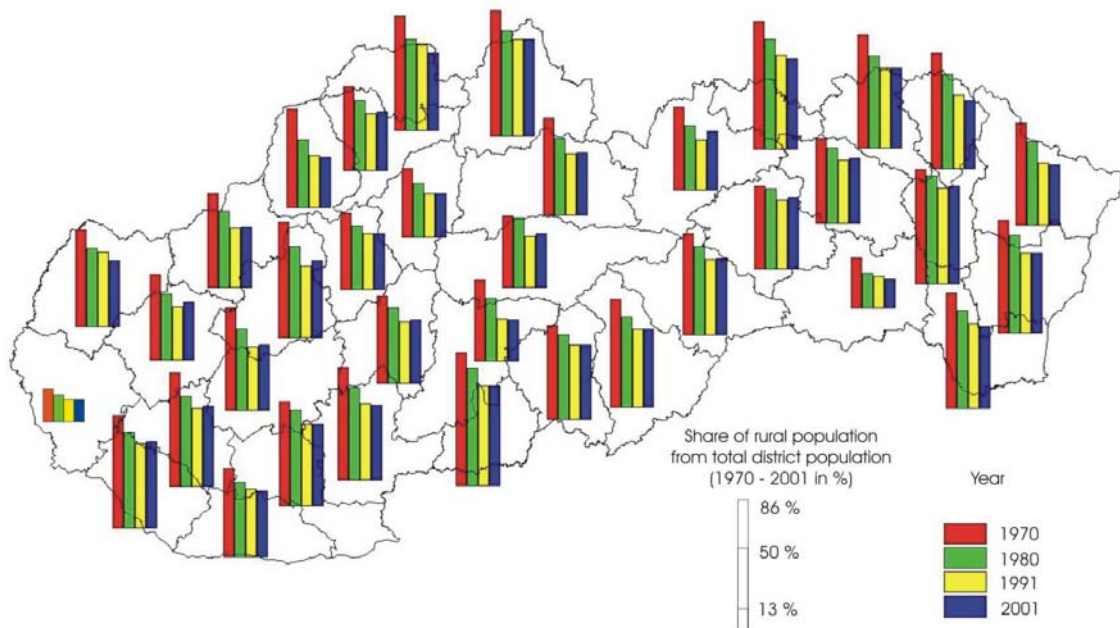 Share of rural population
from total district population
(1970 - 2001 in %)
86 %
50 %
13 %
Year
1970
1980
1991
2001